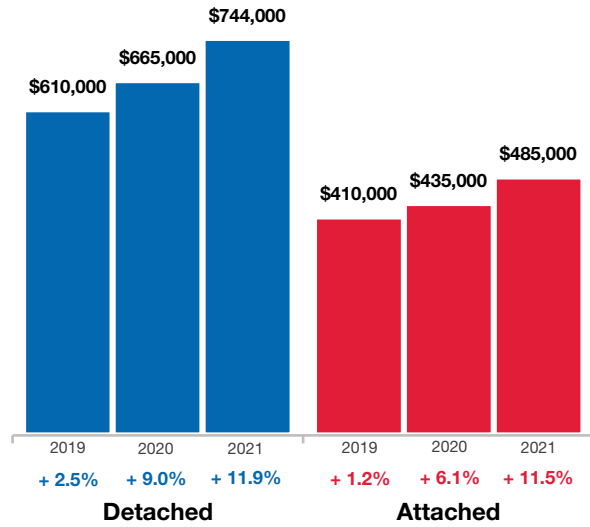 $744,000
$665,000
$610,000
$485,000
$435,000
$410,000
2019 2020 2021 2019 2020 2021
+ 2.5% + 9.0% + 11.9% + 1.2% + 6.1% + 11.5%
Detached Attached